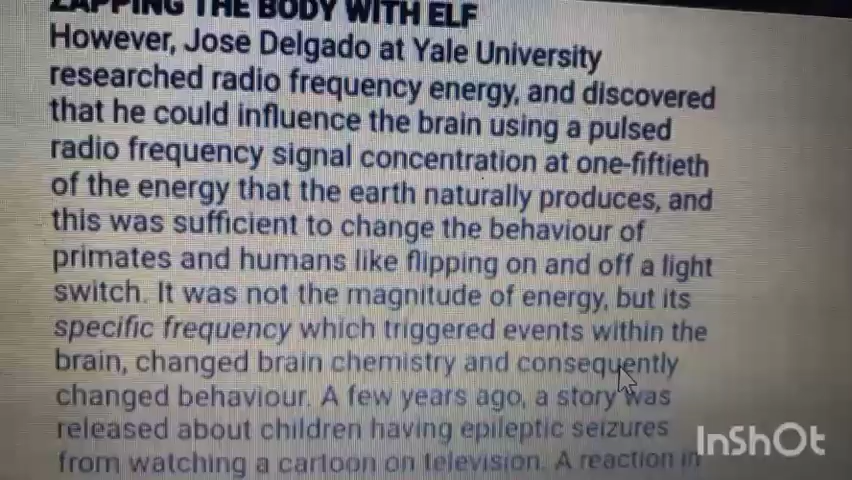 ZAPPING THE BODY WITH ELF
However, Jose Delgado at Yale University
researched radio frequency energy, and discovered
that he could influence the brain using a pulsed
radio frequency signal concentration at one-fiftieth
of the energy that the earth naturally produces, and
this was sufficient to change the behaviour of
primates and humans like flipping on and off a light
switch. It was not the magnitude of energy, but its
specific frequency which triggered events within the
brain, changed brain chemistry and consequently
changed behaviour. A few years ago, a story was
released about children having epileptic seizures
from watching a cartoon on television. A reaction in
InShOt